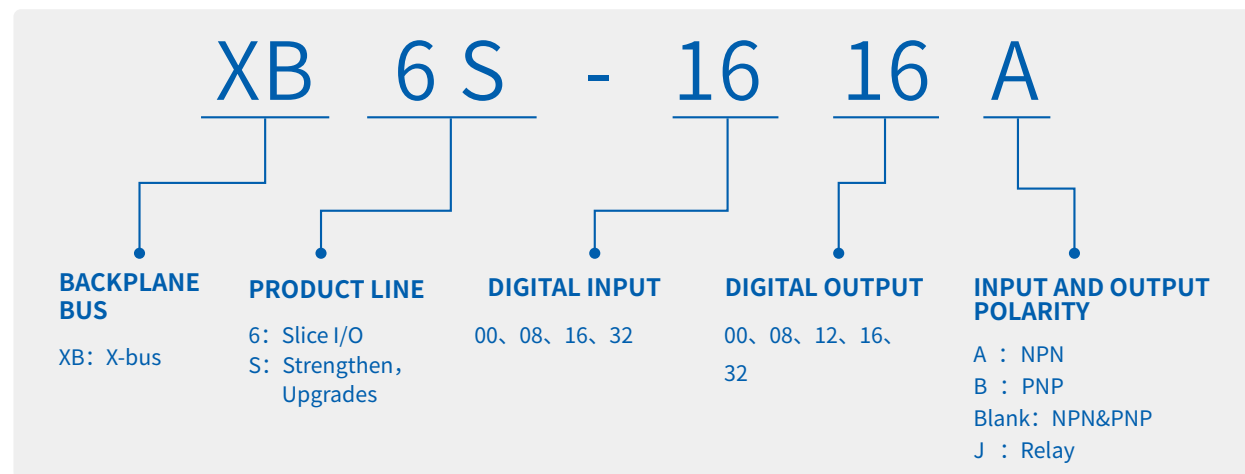 XB 6 S - 16 16 A
BACKPLANE
BUS
XB：X-bus
PRODUCT LINE
6：Slice I/O
S：Strengthen，
Upgrades
DIGITAL INPUT
00、08、16、32
DIGITAL OUTPUT
00、08、12、16、
32
INPUT AND OUTPUT
POLARITY
A ：NPN
B ：PNP
Blank：NPN&PNP
J ：Relay